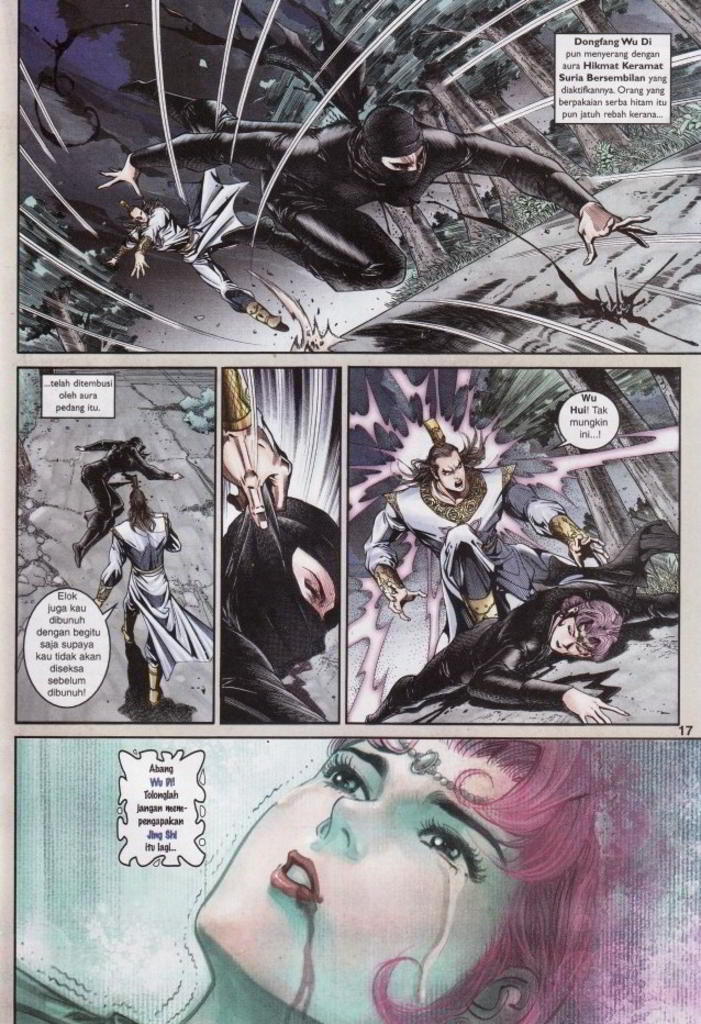 Dongfang Wu Di
pun menyerang dengan
aura Hikmat Keramat
Suria Bersembilan yang
diaktifkannya. Orang yang
berpakaian serba hitam itu
pun jatuh rebah kerana...
...telah ditembusi
oleh aura
pedang itu.
Elok
juga kau
dibunuh
dengan begitu
saja supaya
kau tidak akan
diseksa
sebelum
dibunuh!
Wu
Hui! Tak
mungkin
ini...!
17
Abang
Wu Di!
Tolonglah
jangan mem-
pengapakan
Jing Shi
itu lagi...